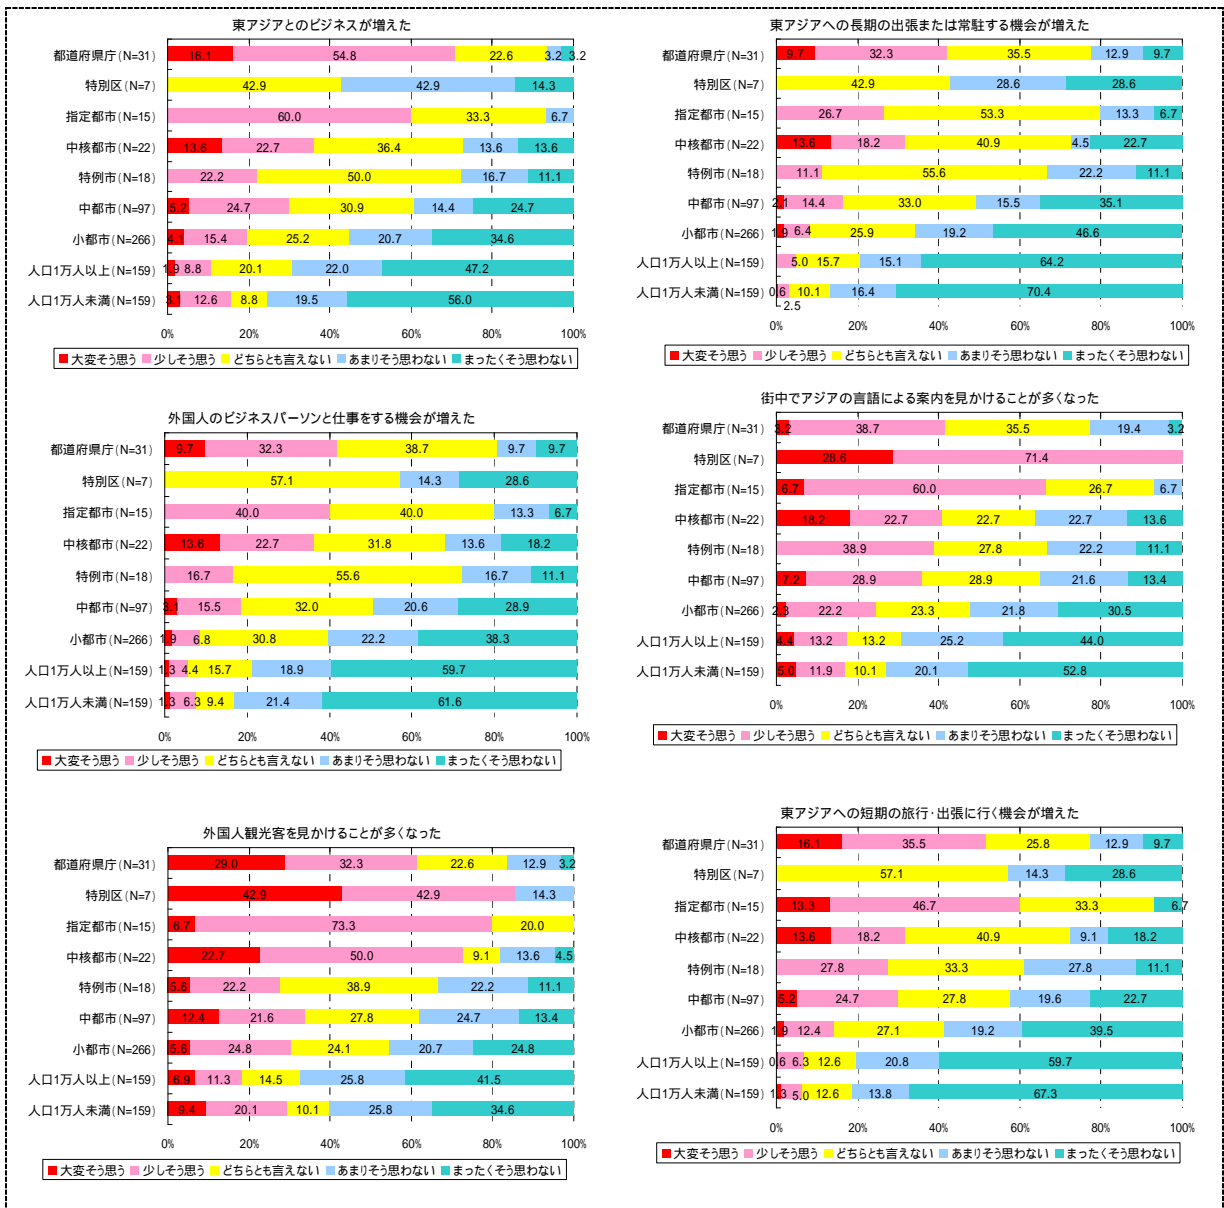 東アジアとのビジネスが増えた
都道府県庁(N=31) 16.1 54.8 22.6 3.2 3.2
特別区(N=7) 42.9 42.9 14.3
指定都市(N=15) 60.0 33.3 6.7
中核都市(N=22) 13.6 22.7 36.4 13.6 13.6
特例市(N=18) 22.2 50.0 16.7 11.1
中都市(N=97) 5.2 24.7 30.9 14.4 24.7
小都市(N=266) 4.1 15.4 25.2 20.7 34.6
人口1万人以上(N=159) 1.9 8.8 20.1 22.0 47.2
人口1万人未満(N=159) 3.1 12.6 8.8 19.5 56.0
0% 20% 40% 60% 80% 100%
大変そう思う 少しそう思う どちらとも言えない あまりそう思わない まったくそう思わない
東アジアへの長期の出張または常駐する機会が増えた
都道府県庁(N=31) 9.7 32.3 35.5 12.9 9.7
特別区(N=7) 42.9 28.6 28.6
指定都市(N=15) 26.7 53.3 13.3 6.7
中核都市(N=22) 13.6 18.2 40.9 4.5 22.7
特例市(N=18) 11.1 55.6 22.2 11.1
中都市(N=97) 2.1 14.4 33.0 15.5 35.1
小都市(N=266) 1.9 6.4 25.9 19.2 46.6
人口1万人以上(N=159) 5.0 15.7 15.1 64.2
人口1万人未満(N=159) 0.6 2.5 10.1 16.4 70.4
0% 20% 40% 60% 80% 100%
大変そう思う 少しそう思う どちらとも言えない あまりそう思わない まったくそう思わない
外国人のビジネスパーソンと仕事をする機会が増えた
都道府県庁(N=31) 9.7 32.3 38.7 9.7 9.7
特別区(N=7) 57.1 14.3 28.6
指定都市(N=15) 40.0 40.0 13.3 6.7
中核都市(N=22) 13.6 22.7 31.8 13.6 18.2
特例市(N=18) 16.7 55.6 16.7 11.1
中都市(N=97) 3.1 15.5 32.0 20.6 28.9
小都市(N=266) 1.9 6.8 30.8 22.2 38.3
人口1万人以上(N=159) 1.3 4.4 15.7 18.9 59.7
人口1万人未満(N=159) 1.3 6.3 9.4 21.4 61.6
0% 20% 40% 60% 80% 100%
大変そう思う 少しそう思う どちらとも言えない あまりそう思わない まったくそう思わない
街中でアジアの言語による案内を見かけることが多くなった
都道府県庁(N=31) 3.2 38.7 35.5 19.4 3.2
特別区(N=7) 28.6 71.4
指定都市(N=15) 6.7 60.0 26.7 6.7
中核都市(N=22) 18.2 22.7 22.7 22.7 13.6
特例市(N=18) 38.9 27.8 22.2 11.1
中都市(N=97) 7.2 28.9 28.9 21.6 13.4
小都市(N=266) 2.3 22.2 23.3 21.8 30.5
人口1万人以上(N=159) 4.4 13.2 13.2 25.2 44.0
人口1万人未満(N=159) 5.0 11.9 10.1 20.1 52.8
0% 20% 40% 60% 80% 100%
大変そう思う 少しそう思う どちらとも言えない あまりそう思わない まったくそう思わない
外国人観光客を見かけることが多くなった
都道府県庁(N=31) 29.0 32.3 22.6 12.9 3.2
特別区(N=7) 42.9 42.9 14.3
指定都市(N=15) 6.7 73.3 20.0
中核都市(N=22) 22.7 50.0 9.1 13.6 4.5
特例市(N=18) 5.6 22.2 38.9 22.2 11.1
中都市(N=97) 12.4 21.6 27.8 24.7 13.4
小都市(N=266) 5.6 24.8 24.1 20.7 24.8
人口1万人以上(N=159) 6.9 11.3 14.5 25.8 41.5
人口1万人未満(N=159) 9.4 20.1 10.1 25.8 34.6
0% 20% 40% 60% 80% 100%
大変そう思う 少しそう思う どちらとも言えない あまりそう思わない まったくそう思わない
東アジアへの短期の旅行・出張に行く機会が増えた
都道府県庁(N=31) 16.1 35.5 25.8 12.9 9.7
特別区(N=7) 57.1 14.3 28.6
指定都市(N=15) 13.3 46.7 33.3 6.7
中核都市(N=22) 13.6 18.2 40.9 9.1 18.2
特例市(N=18) 27.8 33.3 27.8 11.1
中都市(N=97) 5.2 24.7 27.8 19.6 22.7
小都市(N=266) 1.9 12.4 27.1 19.2 39.5
人口1万人以上(N=159) 0.6 6.3 12.6 20.8 59.7
人口1万人未満(N=159) 1.3 5.0 12.6 13.8 67.3
0% 20% 40% 60% 80% 100%
大変そう思う 少しそう思う どちらとも言えない あまりそう思わない まったくそう思わない